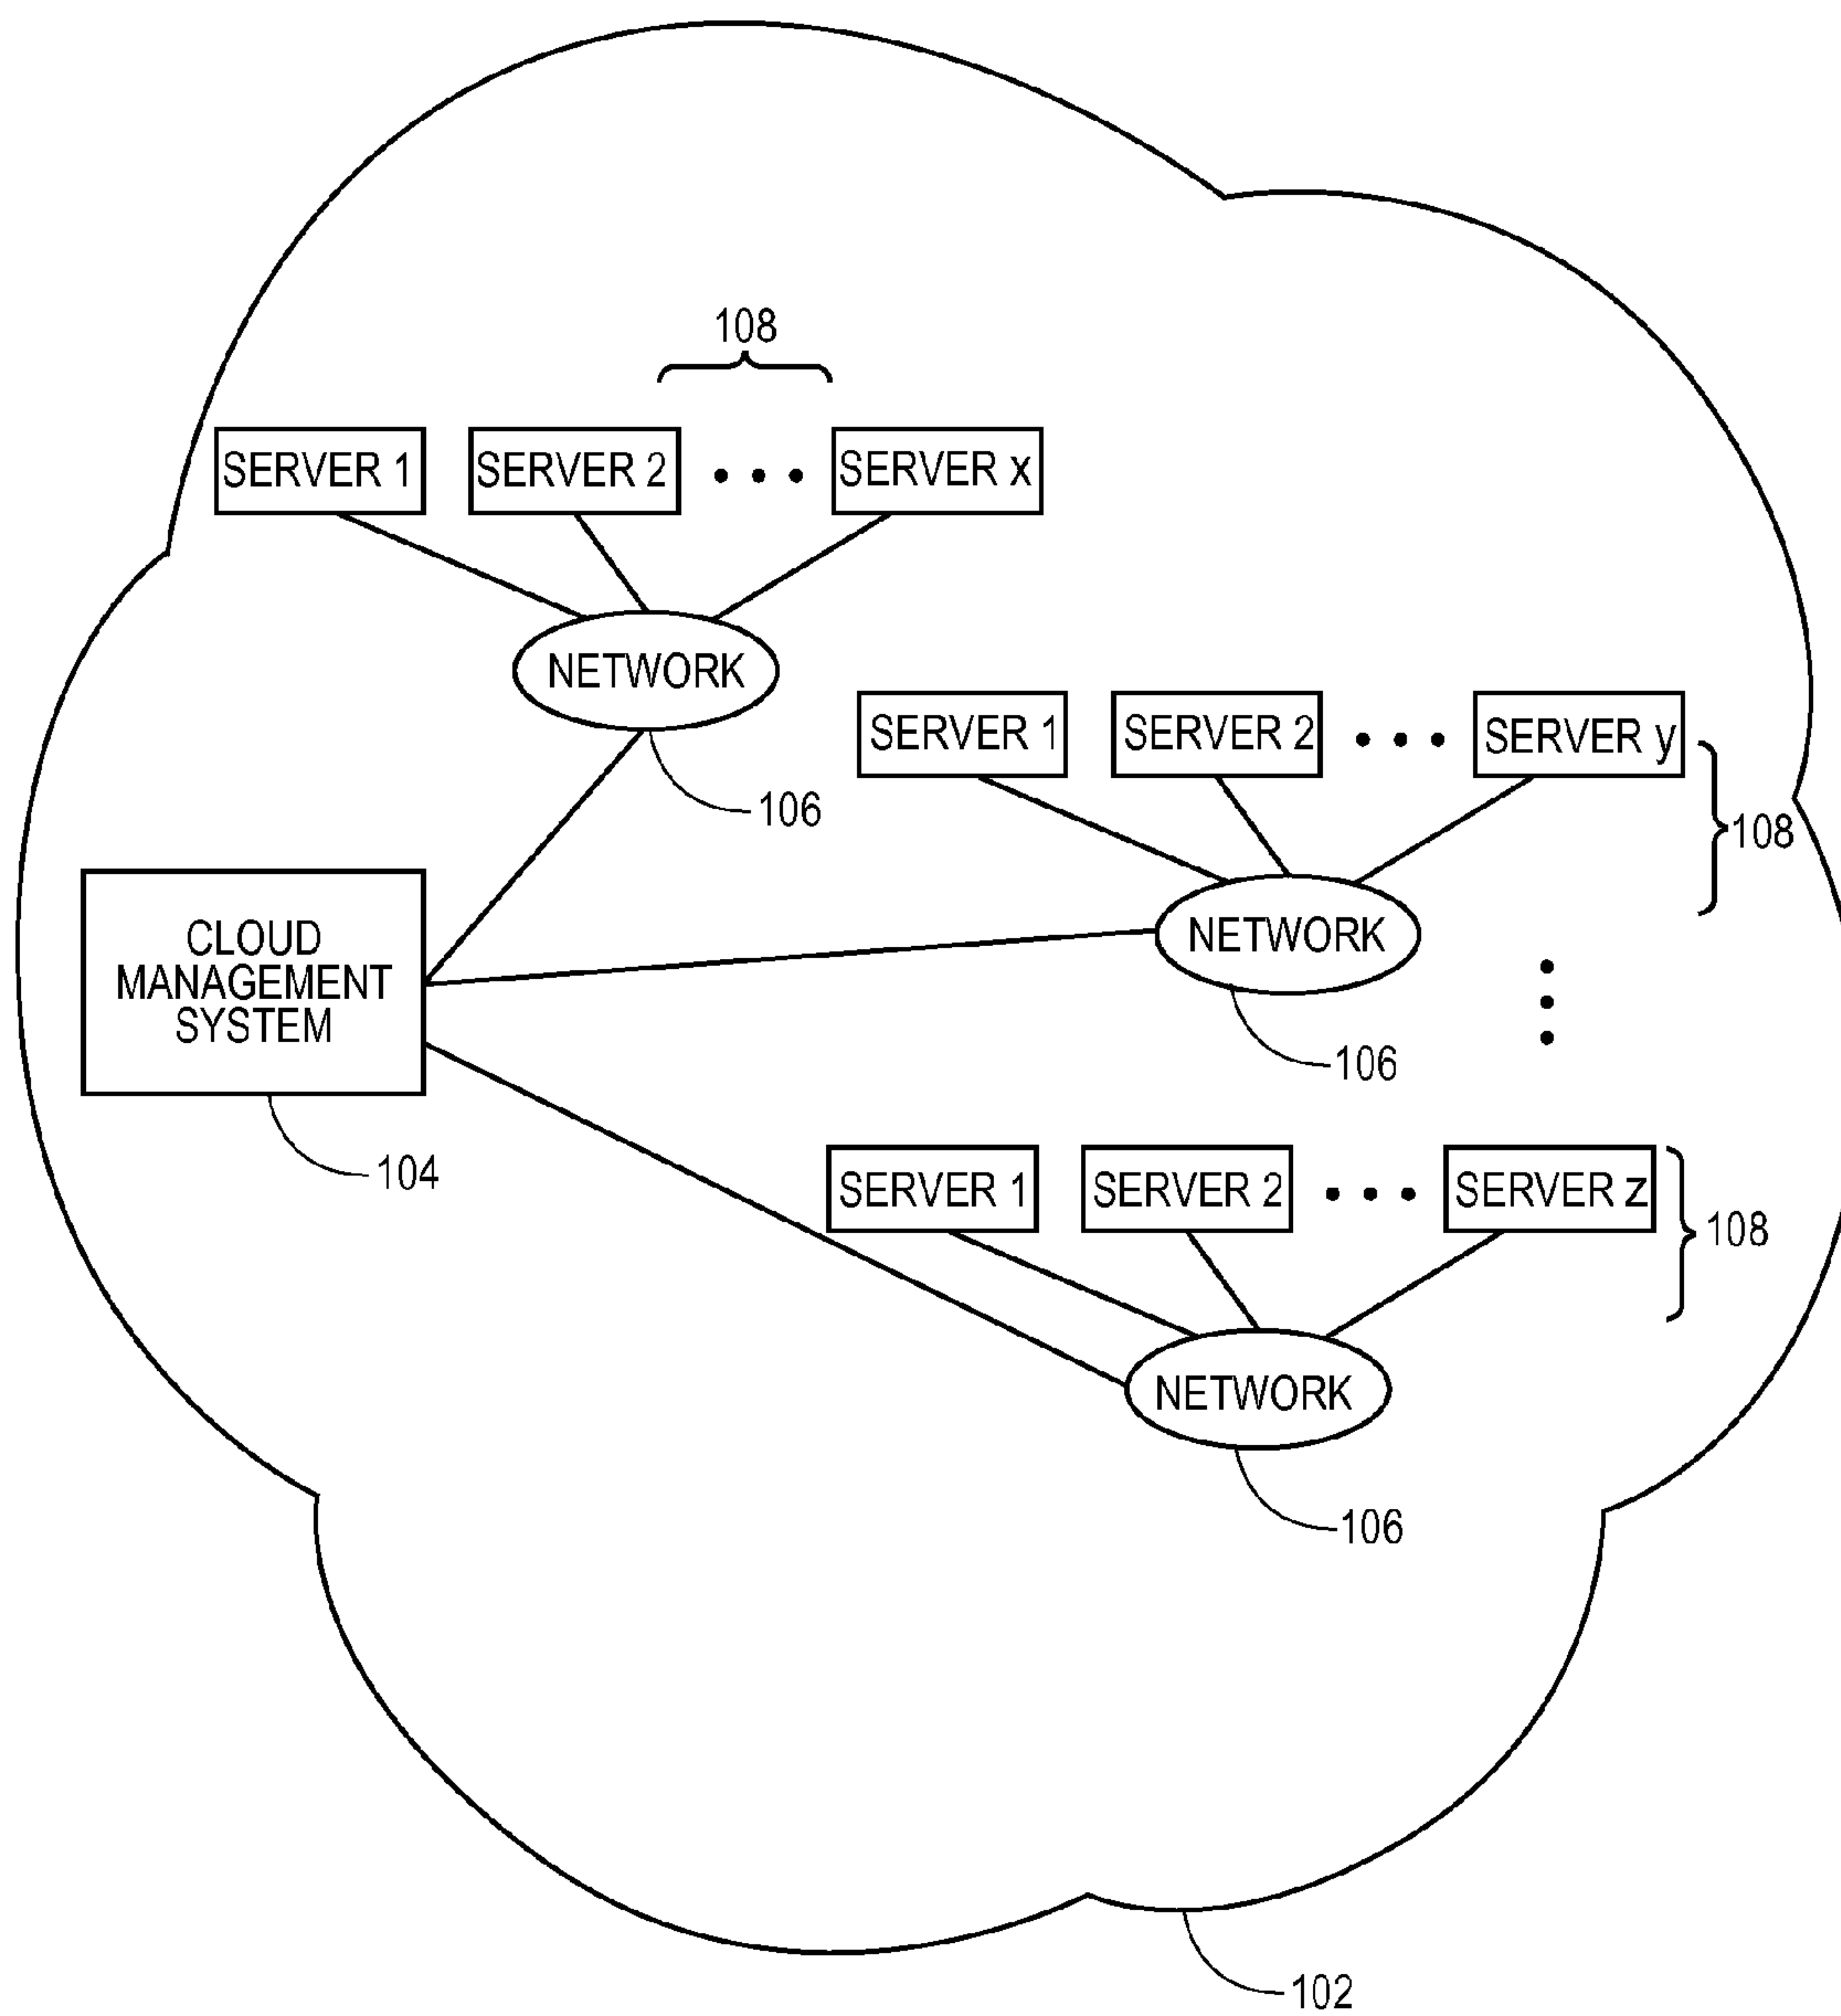 108
SERVER 1 SERVER 2 SERVER x
NETWORK
106
SERVER 1 SERVER 2 SERVER y
108
NETWORK
106
CLOUD
MANAGEMENT
SYSTEM
104
SERVER 1 SERVER 2 SERVER z
108
NETWORK
106
102